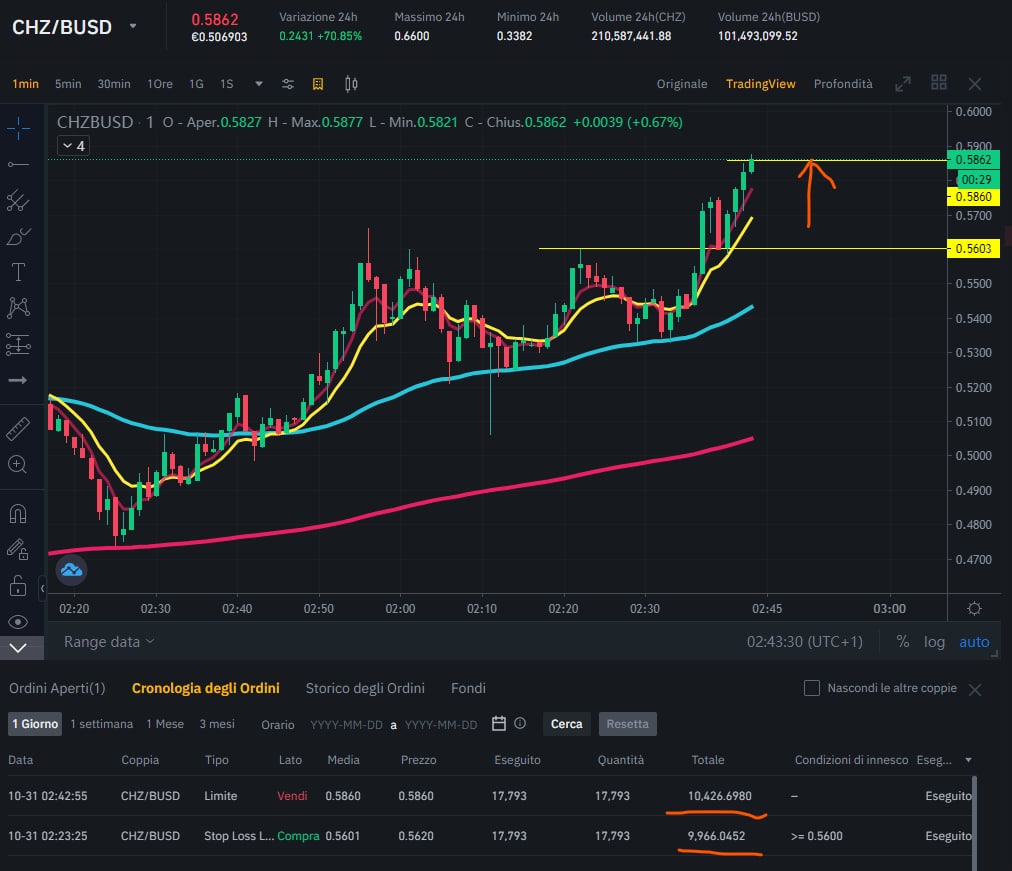 CHZ/BUSD
0.5862
€0.506903
Variazione 24h
0.2431 +70.85%
Massimo 24h
0.6600
Minimo 24h
0.3382
Volume 24h(CHZ)
210,587,441.88
Volume 24h(BUSD)
101,493,099.52
1min 5min 30min 1Ore 1G 1S Originale TradingView Profondità
CHZBUSD · 1 O - Aper.0.5827 H - Max.0.5877 L - Min.0.5821 C - Chius.0.5862 +0.0039 (+0.67%)
4
0.6000
0.5900
0.5862
00:29
0.5860
0.5700
0.5603
0.5500
0.5400
0.5300
0.5200
0.5100
0.5000
0.4900
0.4800
0.4700
02:20 02:30 02:40 02:50 02:00 02:10 02:20 02:30 02:45 03:00
Range data 02:43:30 (UTC+1) % log auto
Ordini Aperti(1) Cronologia degli Ordini Storico degli Ordini Fondi Nascondi le altre coppie
1 Giorno 1 settimana 1 Mese 3 mesi Orario YYYY-MM-DD a YYYY-MM-DD Cerca Resetta
Data Coppia Tipo Lato Media Prezzo Eseguito Quantità Totale Condizioni di innesco Eseg...
10-31 02:42:55 CHZ/BUSD Limite Vendi 0.5860 0.5860 17,793 17,793 10,426.6980 – Eseguito
10-31 02:23:25 CHZ/BUSD Stop Loss L... Compra 0.5601 0.5620 17,793 17,793 9,966.0452 >= 0.5600 Eseguito